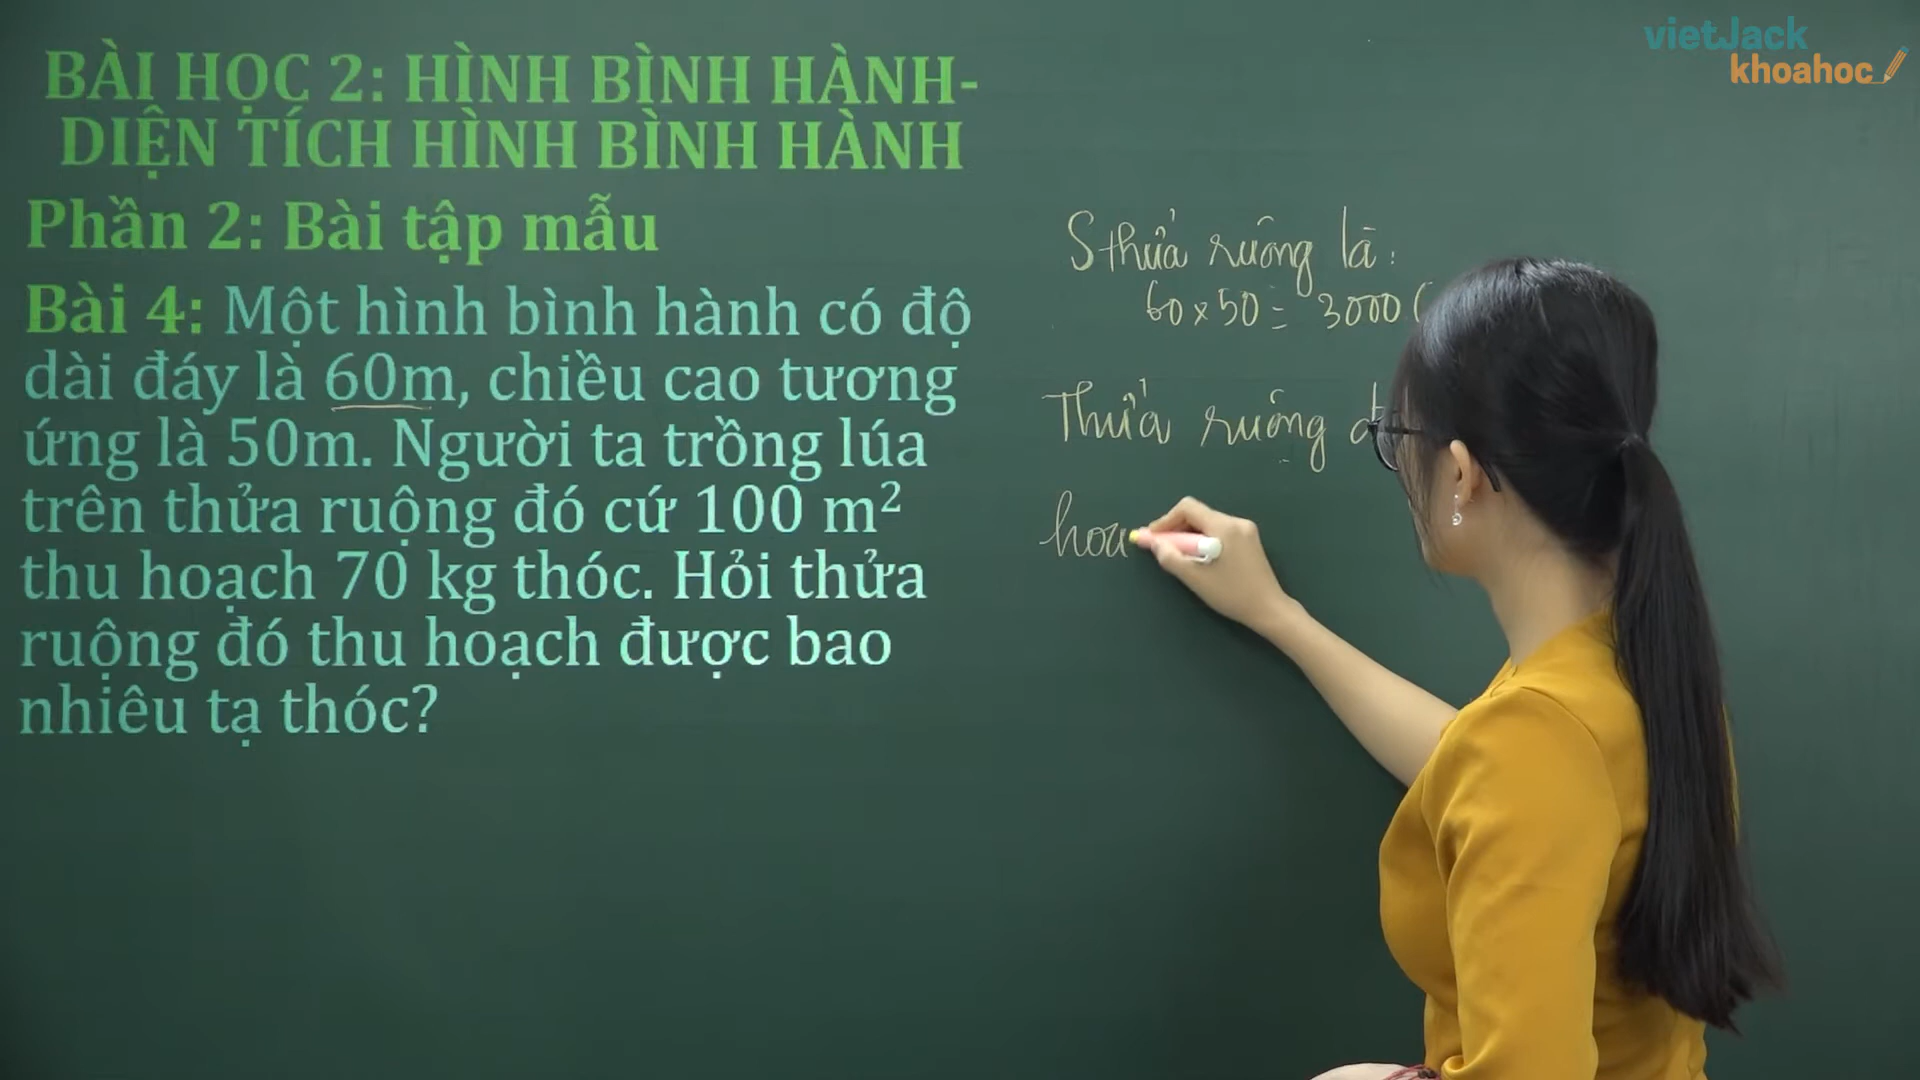 vietJack
khoahoc
BÀI HỌC 2: HÌNH BÌNH HÀNH-
DIỆN TÍCH HÌNH BÌNH HÀNH
Phần 2: Bài tập mẫu
Bài 4: Một hình bình hành có độ
dài đáy là 60m, chiều cao tương
ứng là 50m. Người ta trồng lúa
trên thửa ruộng đó cứ 100 m²
thu hoạch 70 kg thóc. Hỏi thửa
ruộng đó thu hoạch được bao
nhiêu tạ thóc?
S thửa ruộng là:
60 x 50 = 3000 (
Thửa ruộng đ
hoa